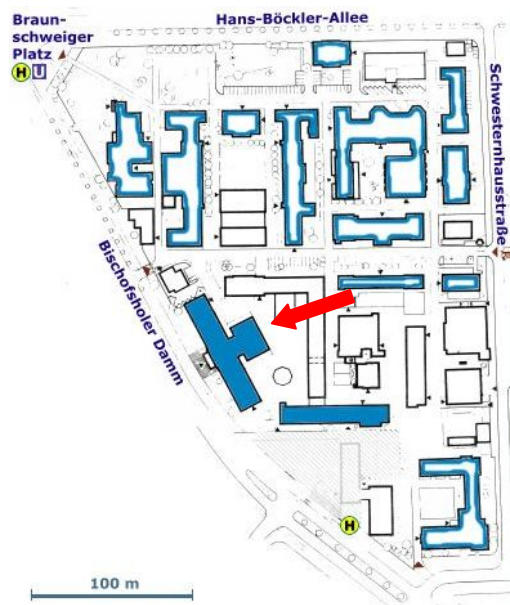 Braun-
schweiger
Platz
H U
Hans-Böckler-Allee
Schwesternhausstraße
Bischofsholer Damm
H
100 m